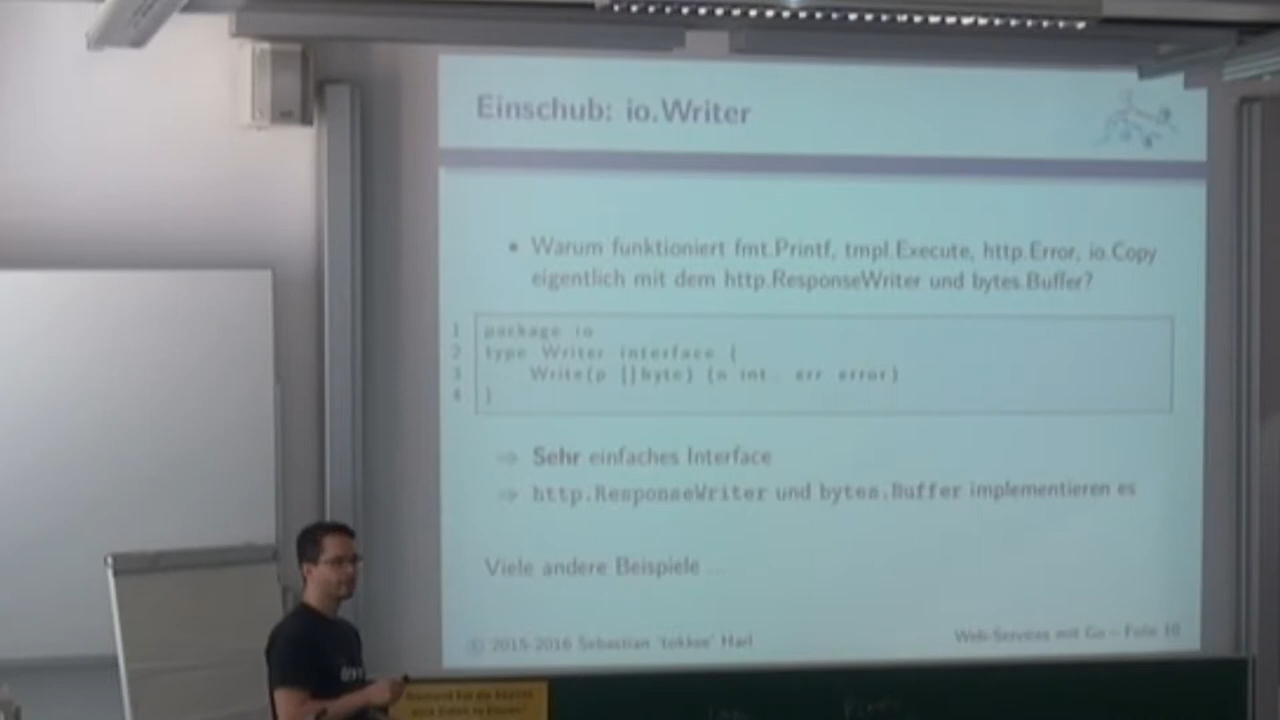 Einschub: io.Writer
• Warum funktioniert fmt.Printf, tmpl.Execute, http.Error, io.Copy
eigentlich mit dem http.ResponseWriter und bytes.Buffer?
1 package io
2 type Writer interface {
3 Write(p []byte) (n int, err error)
4 }
⇒ Sehr einfaches Interface
⇒ http.ResponseWriter und bytes.Buffer implementieren es
Viele andere Beispiele ...
© 2015-2016 Sebastian 'tokkee' Harl
Web-Services mit Go – Folie 10